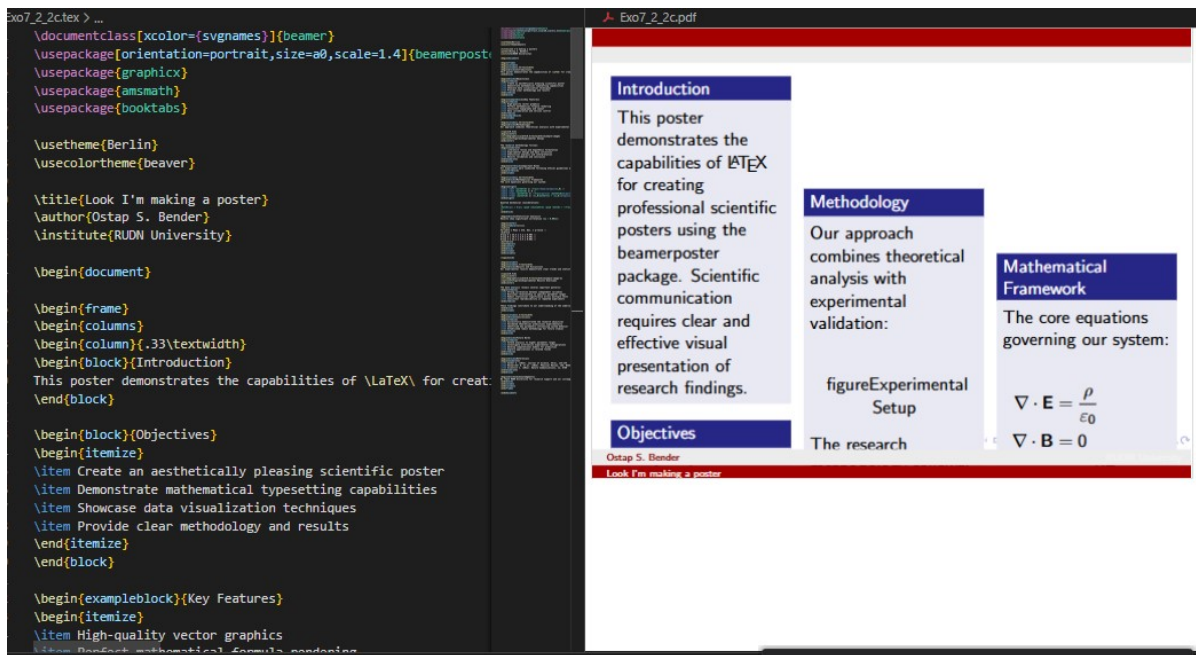 Exo7_2_2c.tex > ...
\documentclass[xcolor={svgnames}]{beamer}
\usepackage[orientation=portrait,size=a0,scale=1.4]{beamerposte
\usepackage{graphicx}
\usepackage{amsmath}
\usepackage{booktabs}
\usetheme{Berlin}
\usecolortheme{beaver}
\title{Look I'm making a poster}
\author{Ostap S. Bender}
\institute{RUDN University}
\begin{document}
\begin{frame}
\begin{columns}
\begin{column}{.33\textwidth}
\begin{block}{Introduction}
This poster demonstrates the capabilities of \LaTeX\ for creat
\end{block}
\begin{block}{Objectives}
\begin{itemize}
\item Create an aesthetically pleasing scientific poster
\item Demonstrate mathematical typesetting capabilities
\item Showcase data visualization techniques
\item Provide clear methodology and results
\end{itemize}
\end{block}
\begin{exampleblock}{Key Features}
\begin{itemize}
\item High-quality vector graphics
\item Perfect mathematical formula rendering
Exo7_2_2c.pdf
Introduction
This poster
demonstrates the
capabilities of LATEX
for creating
professional scientific
posters using the
beamerposter
package. Scientific
communication
requires clear and
effective visual
presentation of
research findings.
Objectives
Methodology
Our approach
combines theoretical
analysis with
experimental
validation:
figureExperimental
Setup
The research
Mathematical
Framework
The core equations
governing our system:
∇ · E = ρ/ε0
∇ · B = 0
Ostap S. Bender
Look I'm making a poster